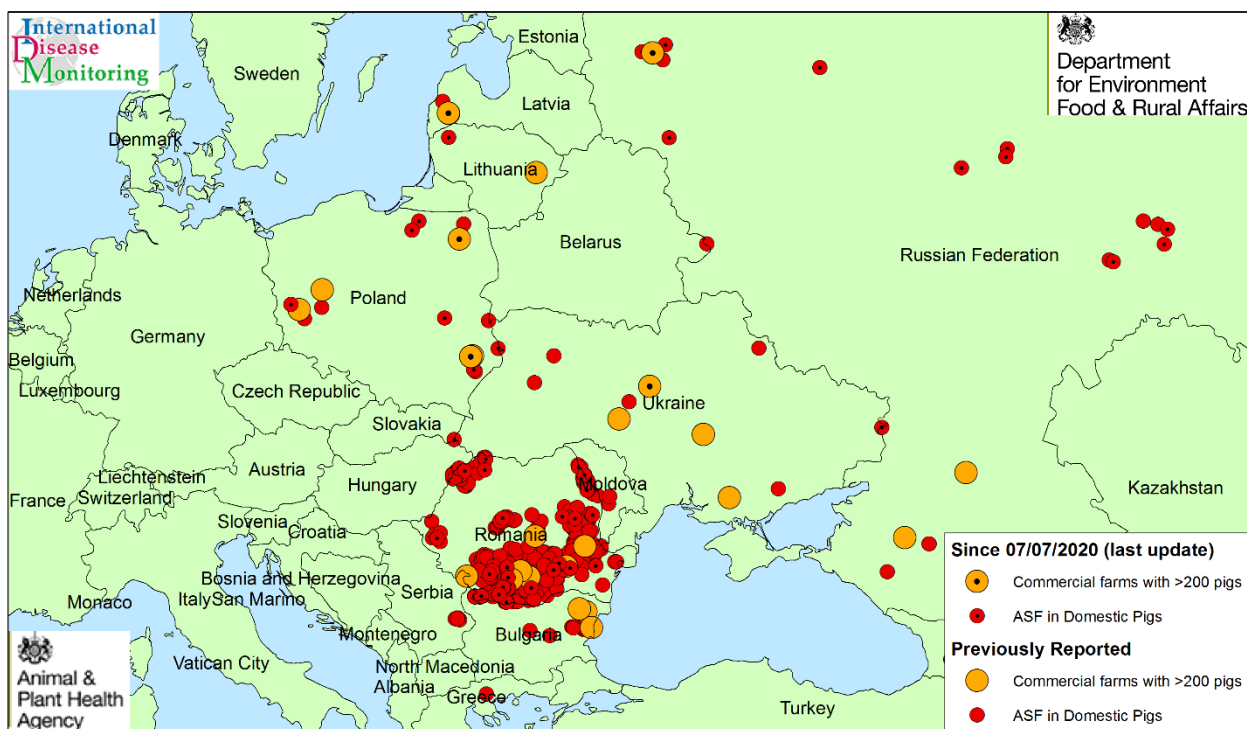 International
Disease
Monitoring
Department
for Environment
Food & Rural Affairs
Estonia
Sweden
Latvia
Denmark
Lithuania
Belarus
Russian Federation
Netherlands
Poland
Germany
Belgium
Luxembourg
Czech Republic
Ukraine
Slovakia
Liechtenstein
Austria
Switzerland
Hungary
Moldova
France
Kazakhstan
Slovenia
Croatia
Romania
Bosnia and Herzegovina
Monaco
ItalySan Marino
Serbia
Montenegro
Bulgaria
Vatican City
North Macedonia
Albania
Greece
Turkey
Animal &
Plant Health
Agency
Since 07/07/2020 (last update)
Commercial farms with >200 pigs
ASF in Domestic Pigs
Previously Reported
Commercial farms with >200 pigs
ASF in Domestic Pigs